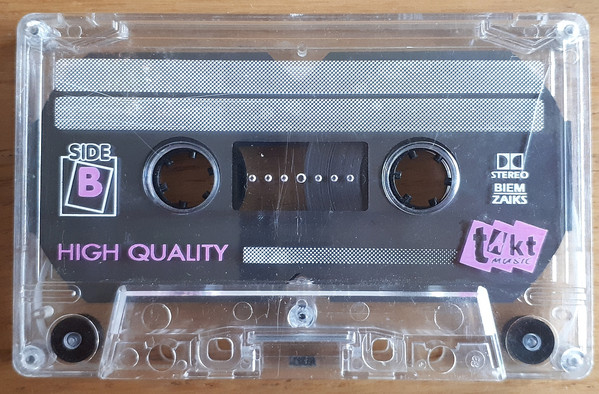 SIDE
B
STEREO
BIEM
ZAIKS
HIGH QUALITY
takt
MUSIC